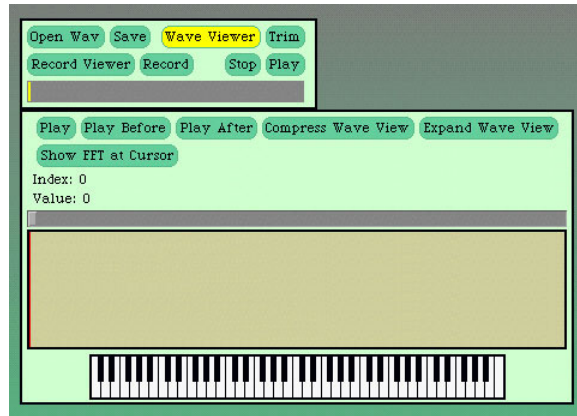 Open Wav Save Wave Viewer Trim
Record Viewer Record Stop Play
Play Play Before Play After Compress Wave View Expand Wave View
Show FFT at Cursor
Index: 0
Value: 0